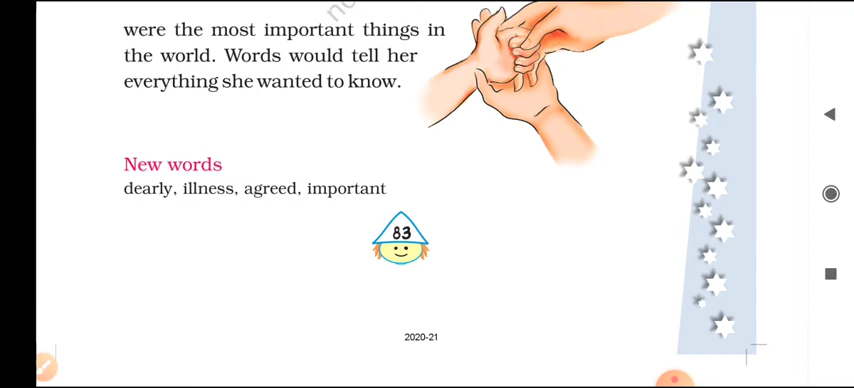 were the most important things in
the world. Words would tell her
everything she wanted to know.
New words
dearly, illness, agreed, important
83
2020-21